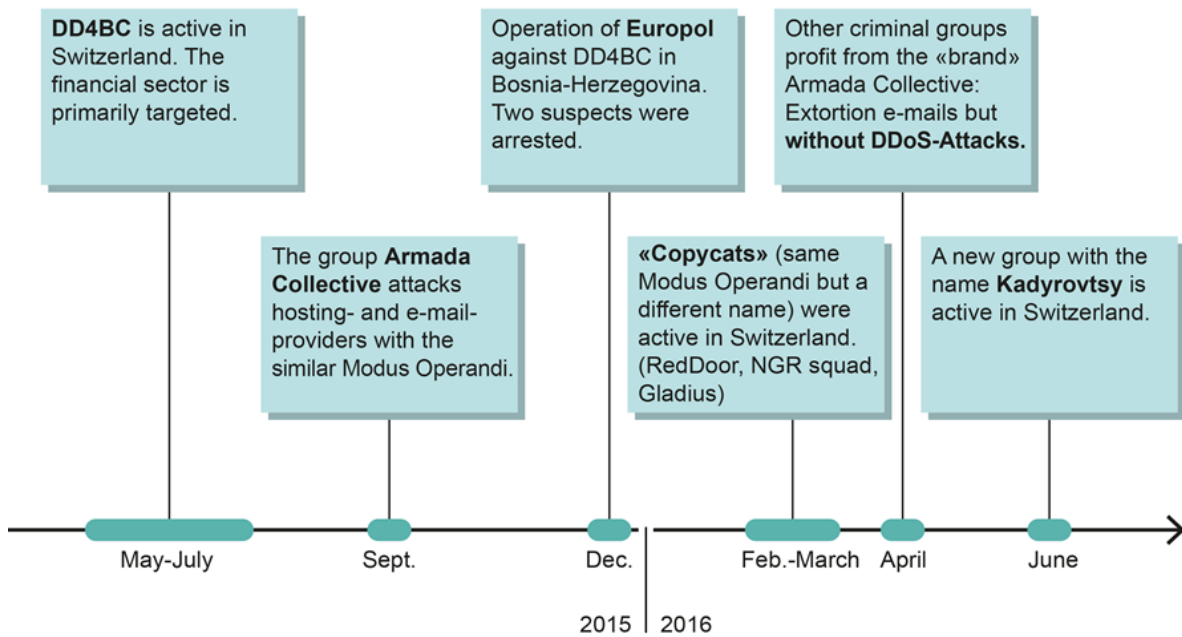 DD4BC is active in
Switzerland. The
financial sector is
primarily targeted.
Operation of Europol
against DD4BC in
Bosnia-Herzegovina.
Two suspects were
arrested.
Other criminal groups
profit from the «brand»
Armada Collective:
Extortion e-mails but
without DDoS-Attacks.
The group Armada
Collective attacks
hosting- and e-mail-
providers with the
similar Modus Operandi.
«Copycats» (same
Modus Operandi but a
different name) were
active in Switzerland.
(RedDoor, NGR squad,
Gladius)
A new group with the
name Kadyrovtsy is
active in Switzerland.
May-July
Sept.
Dec.
Feb.-March
April
June
2015
2016